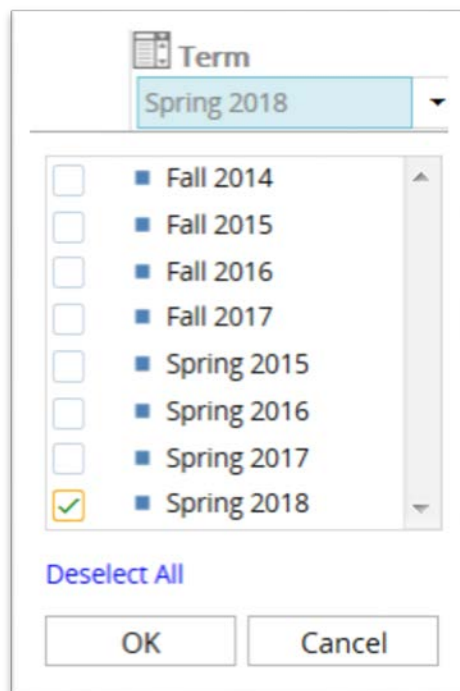 Term
Spring 2018
Fall 2014
Fall 2015
Fall 2016
Fall 2017
Spring 2015
Spring 2016
Spring 2017
Spring 2018
Deselect All
OK Cancel